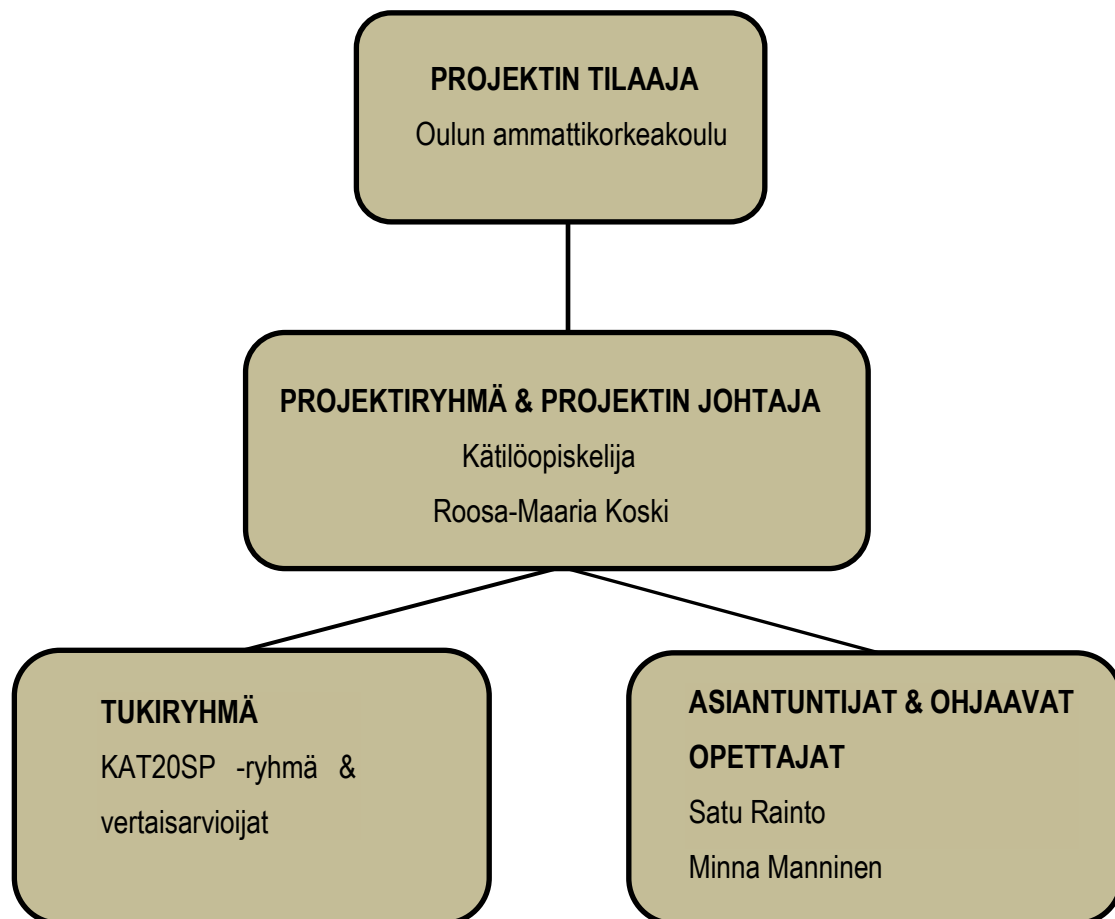 PROJEKTIN TILAAJA
Oulun ammattikorkeakoulu
PROJEKTIRYHMÄ & PROJEKTIN JOHTAJA
Kätilöopiskelija
Roosa-Maaria Koski
TUKIRYHMÄ
KAT20SP -ryhmä &
vertaisarvioijat
ASIANTUNTIJAT & OHJAAVAT
OPETTAJAT
Satu Rainto
Minna Manninen